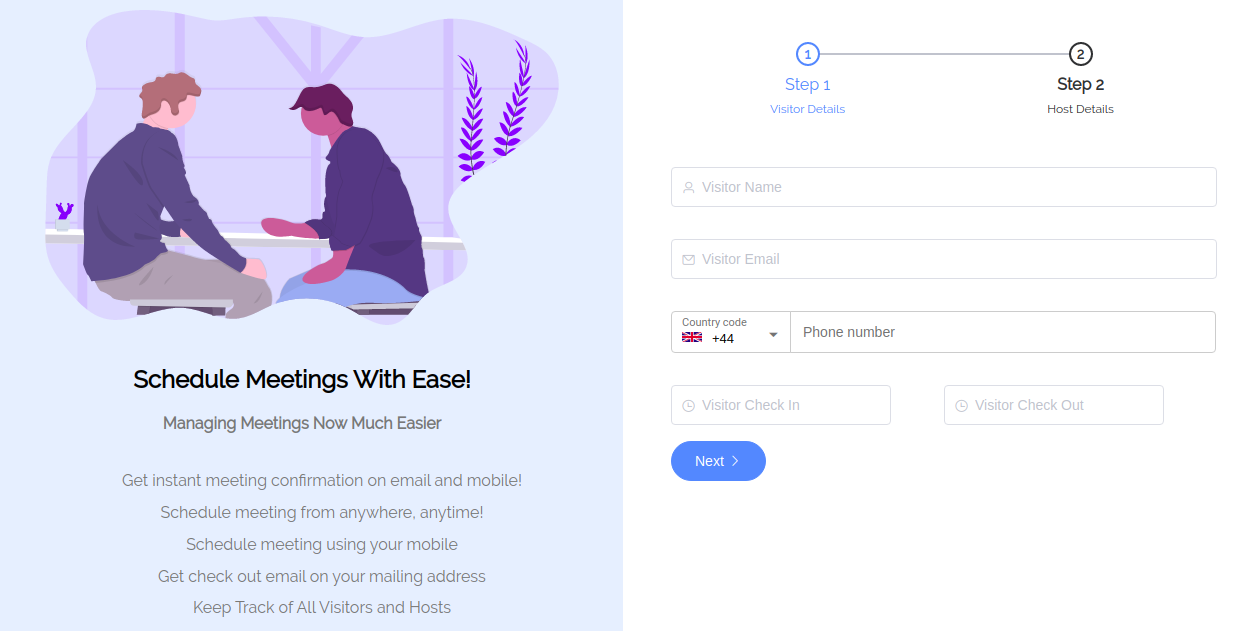 Schedule Meetings With Ease!
Managing Meetings Now Much Easier
Get instant meeting confirmation on email and mobile!
Schedule meeting from anywhere, anytime!
Schedule meeting using your mobile
Get check out email on your mailing address
Keep Track of All Visitors and Hosts
1
Step 1
Visitor Details
2
Step 2
Host Details
Visitor Name
Visitor Email
Country code
+44
Phone number
Visitor Check In
Visitor Check Out
Next